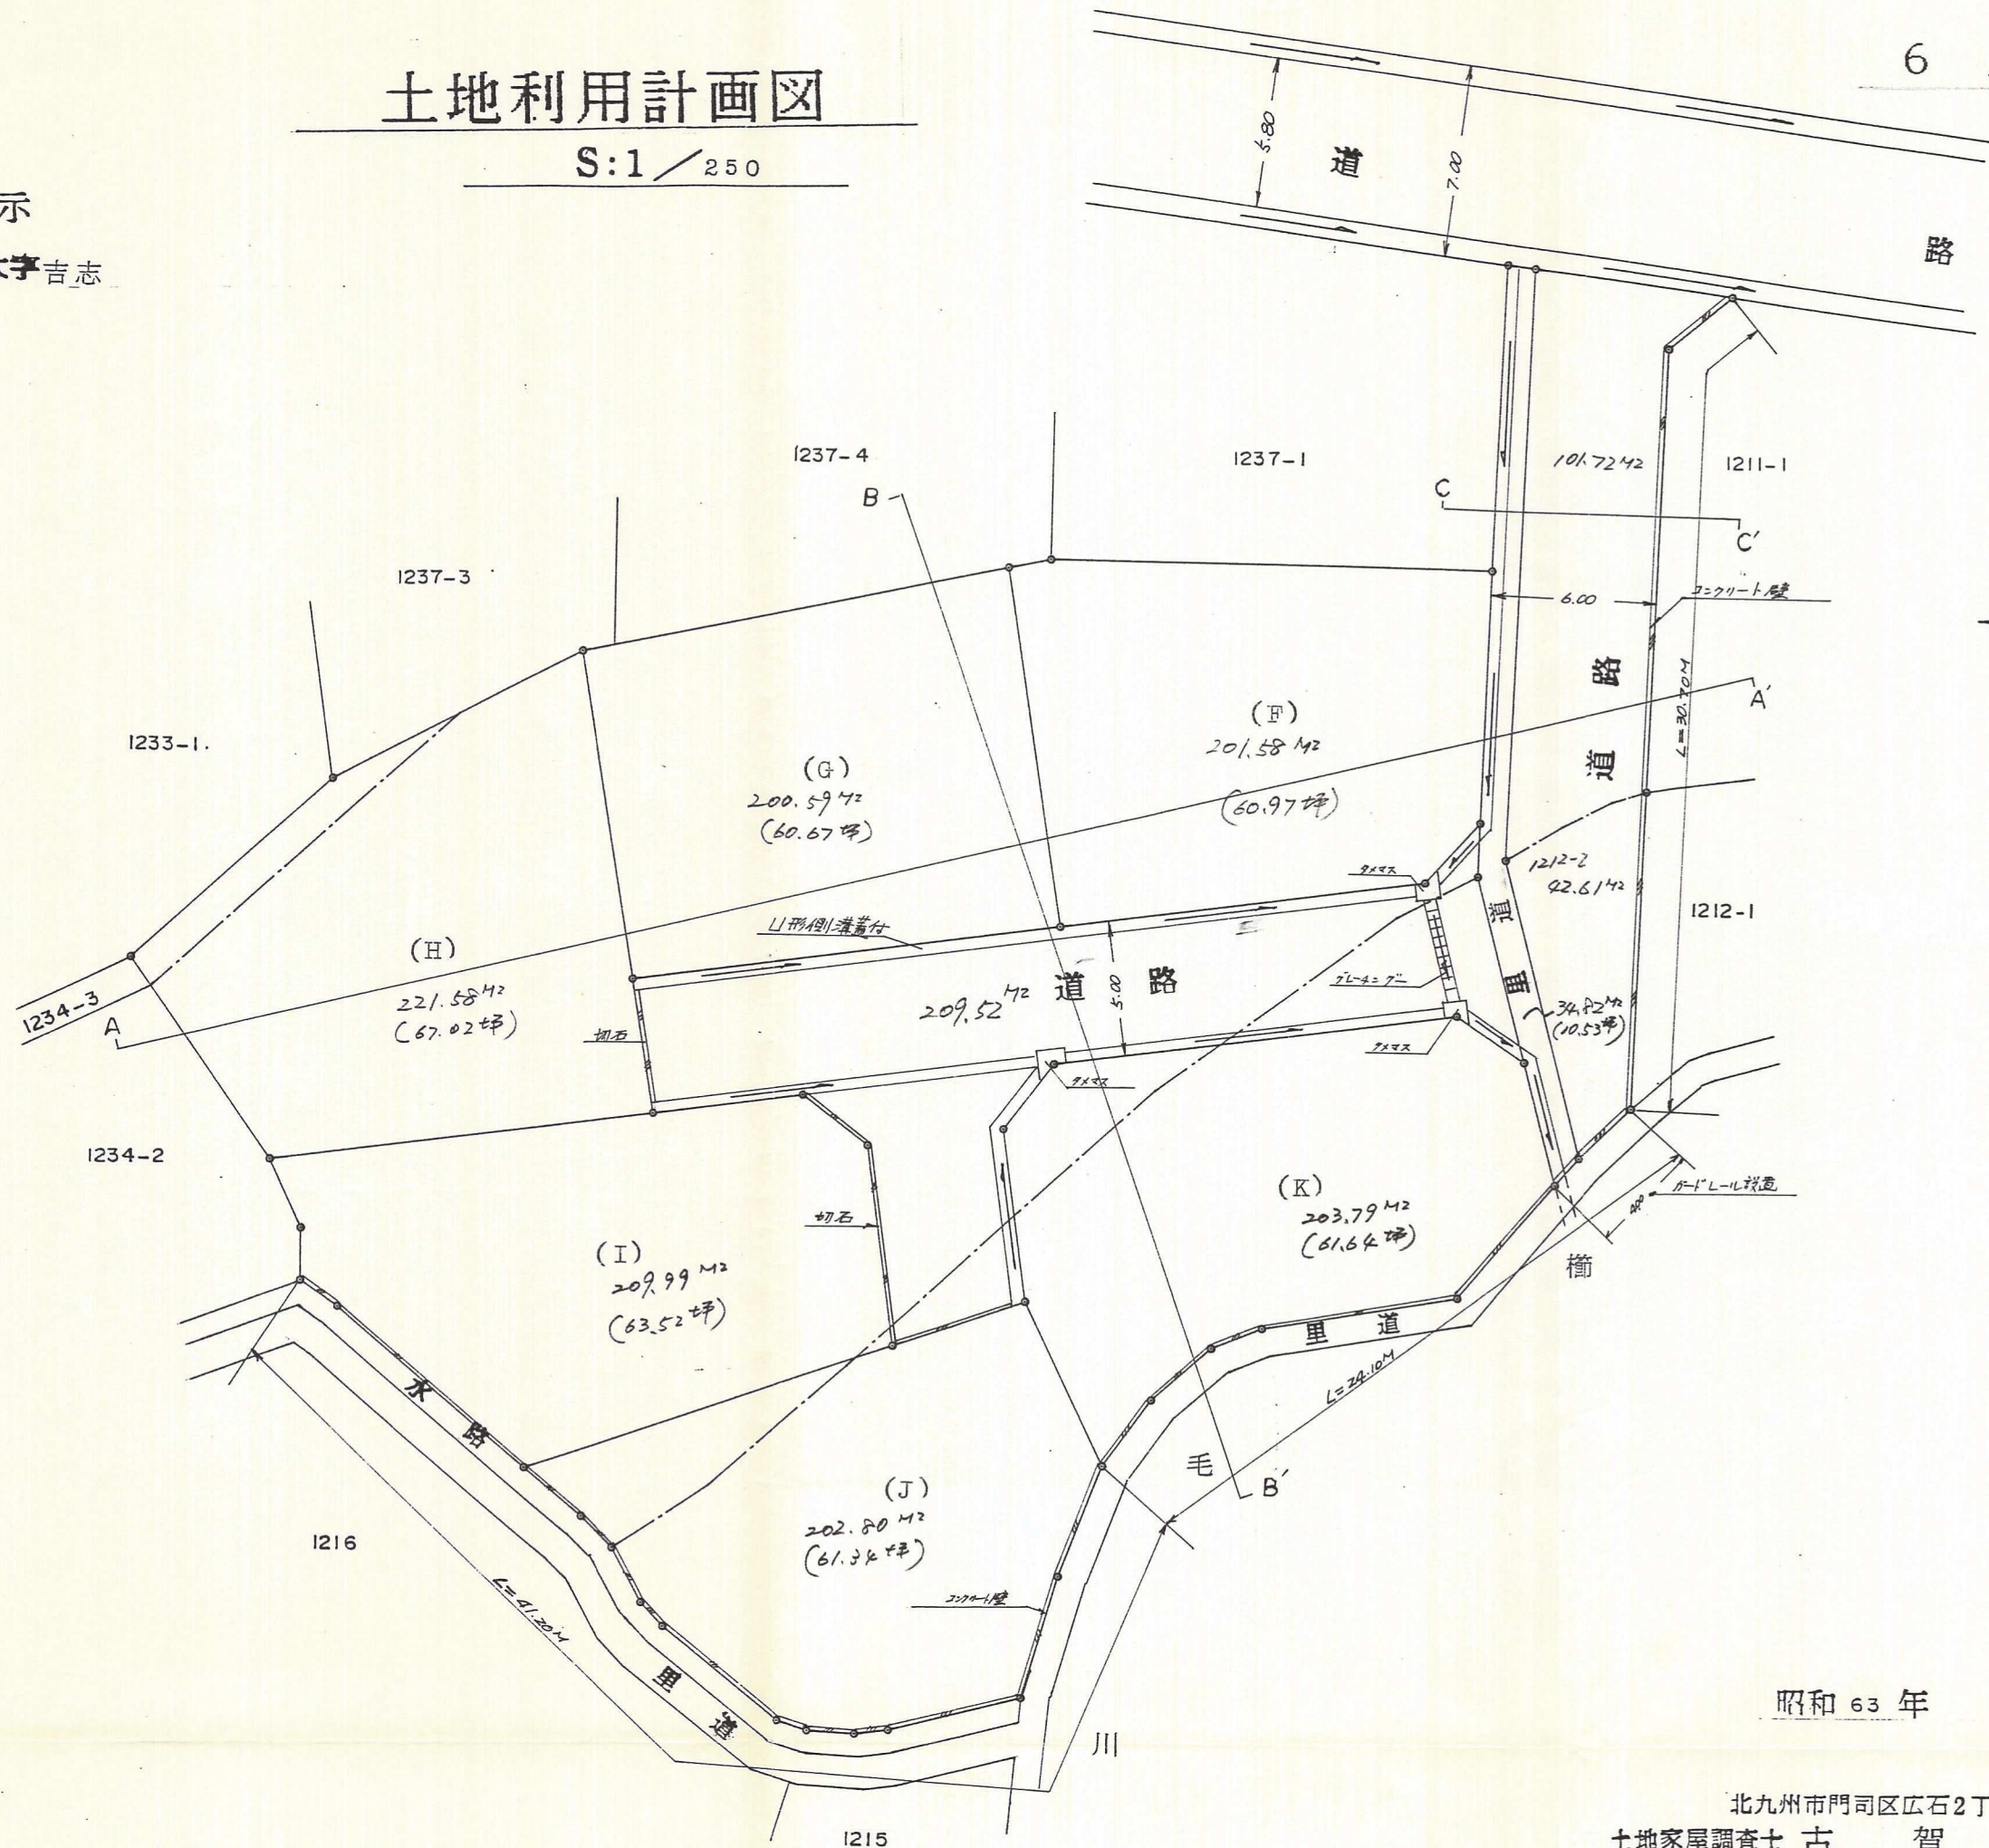 土地利用計画図
S:1/250
6
示
大字吉志
5.80
道
7.00
路
1237-4
1237-1
101.72M2
1211-1
B
C
C'
1237-3
6.00
コンクリート壁
路
道
L=30.70M
A'
1233-1.
(F)
201.58M2
(60.97坪)
(G)
200.59M2
(60.67坪)
タメマス
1212-2
42.61M2
1212-1
U形側溝蓋付
道
里
(H)
221.58M2
(67.02坪)
1234-3
A
209.52M2
道路
5.00
グレーチング
34.82M2
(10.53坪)
切石
タメマス
タメマス
1234-2
(K)
203.79M2
(61.64坪)
ガードレール設置
切石
(I)
209.99M2
(63.52坪)
櫛
里道
L=24.10M
水路
毛
B'
(J)
202.80M2
(61.34坪)
1216
コンクリート壁
L=41.20M
里道
川
昭和63年
北九州市門司区広石2丁
土地家屋調査士 古賀
1215